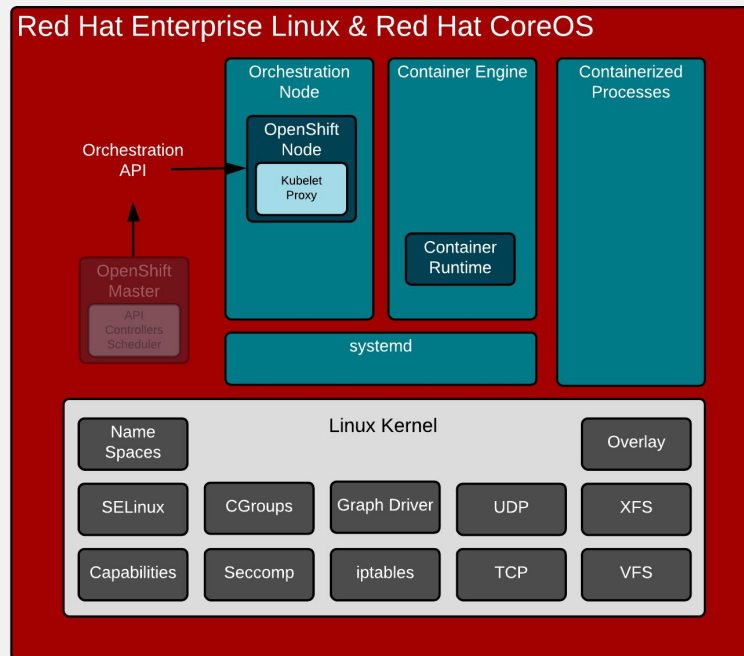 Red Hat Enterprise Linux & Red Hat CoreOS
Orchestration
Node
Container Engine
Containerized
Processes
OpenShift
Node
Kubelet
Proxy
Orchestration
API
Container
Runtime
OpenShift
Master
API
Controllers
Scheduler
systemd
Linux Kernel
Name
Spaces
Overlay
SELinux
CGroups
Graph Driver
UDP
XFS
Capabilities
Seccomp
iptables
TCP
VFS